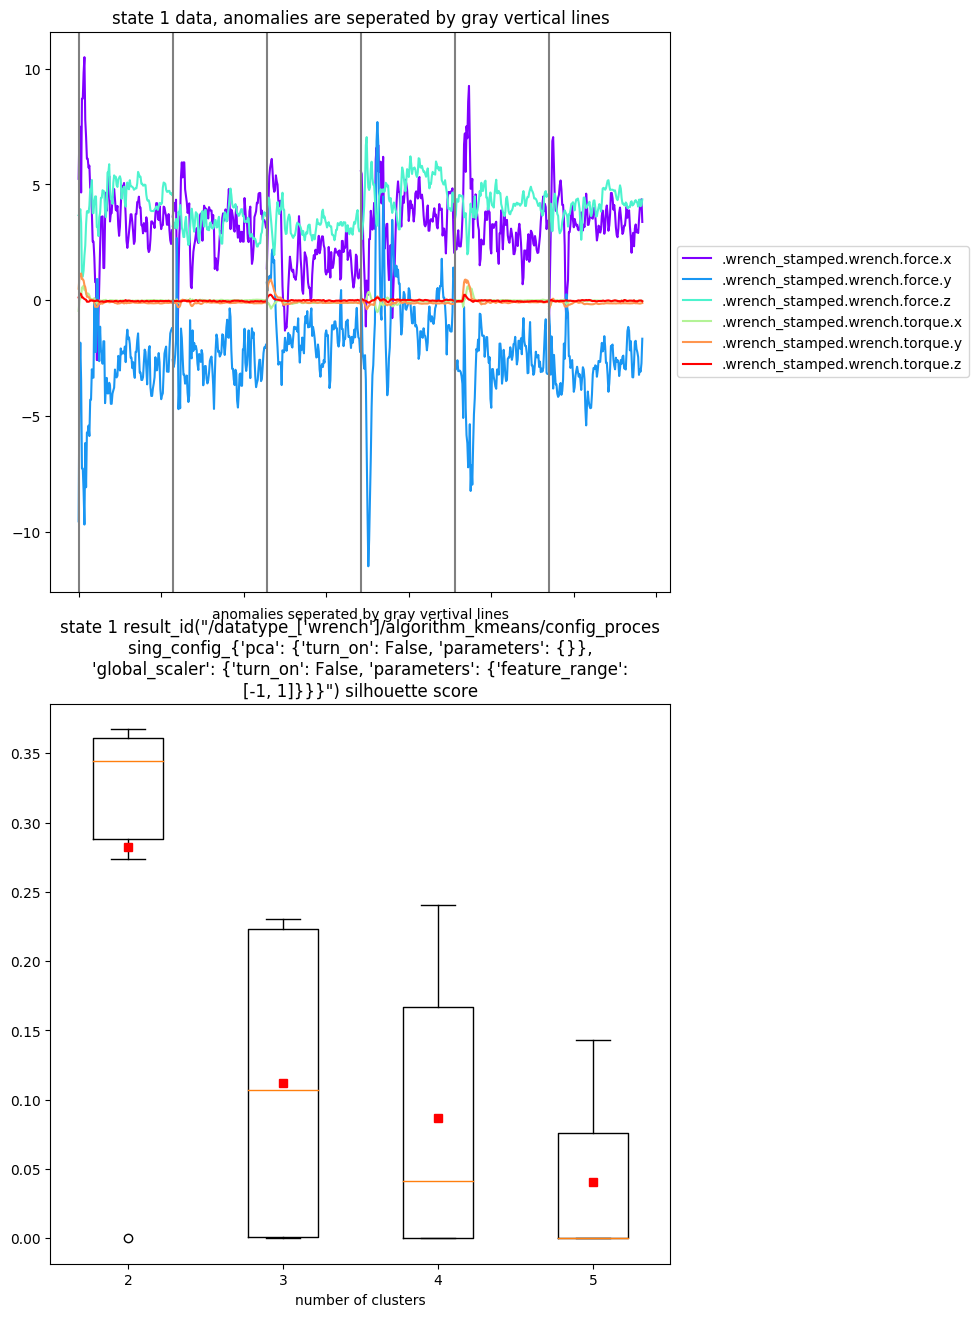 state 1 data, anomalies are seperated by gray vertical lines
10
5
0
−5
−10
.wrench_stamped.wrench.force.x
.wrench_stamped.wrench.force.y
.wrench_stamped.wrench.force.z
.wrench_stamped.wrench.torque.x
.wrench_stamped.wrench.torque.y
.wrench_stamped.wrench.torque.z
anomalies seperated by gray vertival lines
state 1 result_id("/datatype_['wrench']/algorithm_kmeans/config_proces
sing_config_{'pca': {'turn_on': False, 'parameters': {}},
'global_scaler': {'turn_on': False, 'parameters': {'feature_range':
[-1, 1]}}}") silhouette score
0.35
0.30
0.25
0.20
0.15
0.10
0.05
0.00
2 3 4 5
number of clusters